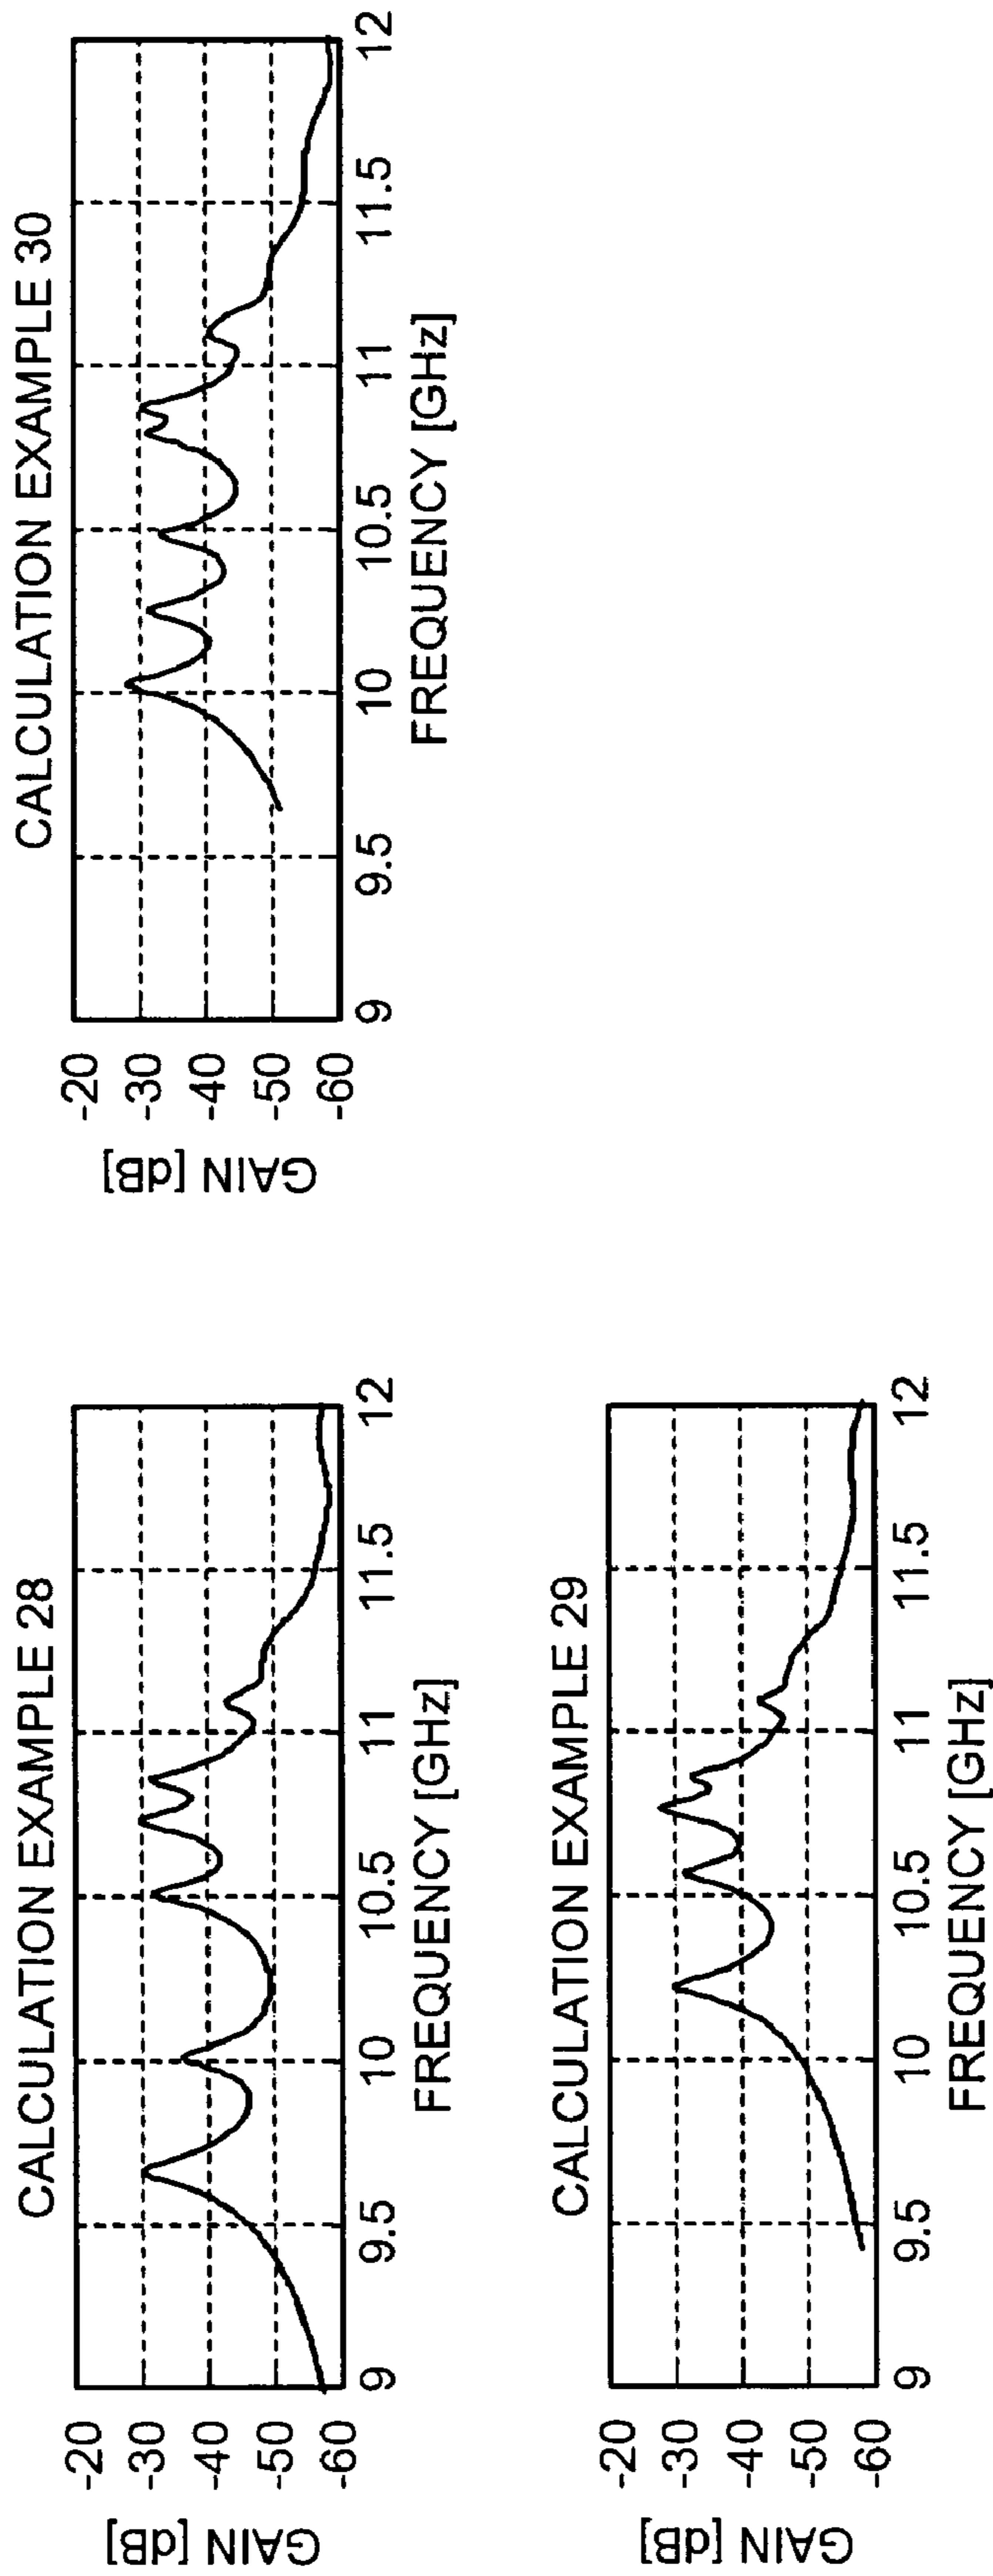 CALCULATION EXAMPLE 28
GAIN [dB]
-20
-30
-40
-50
-60
9 9.5 10 10.5 11 11.5 12
FREQUENCY [GHz]
CALCULATION EXAMPLE 29
GAIN [dB]
-20
-30
-40
-50
-60
9 9.5 10 10.5 11 11.5 12
FREQUENCY [GHz]
CALCULATION EXAMPLE 30
GAIN [dB]
-20
-30
-40
-50
-60
9 9.5 10 10.5 11 11.5 12
FREQUENCY [GHz]